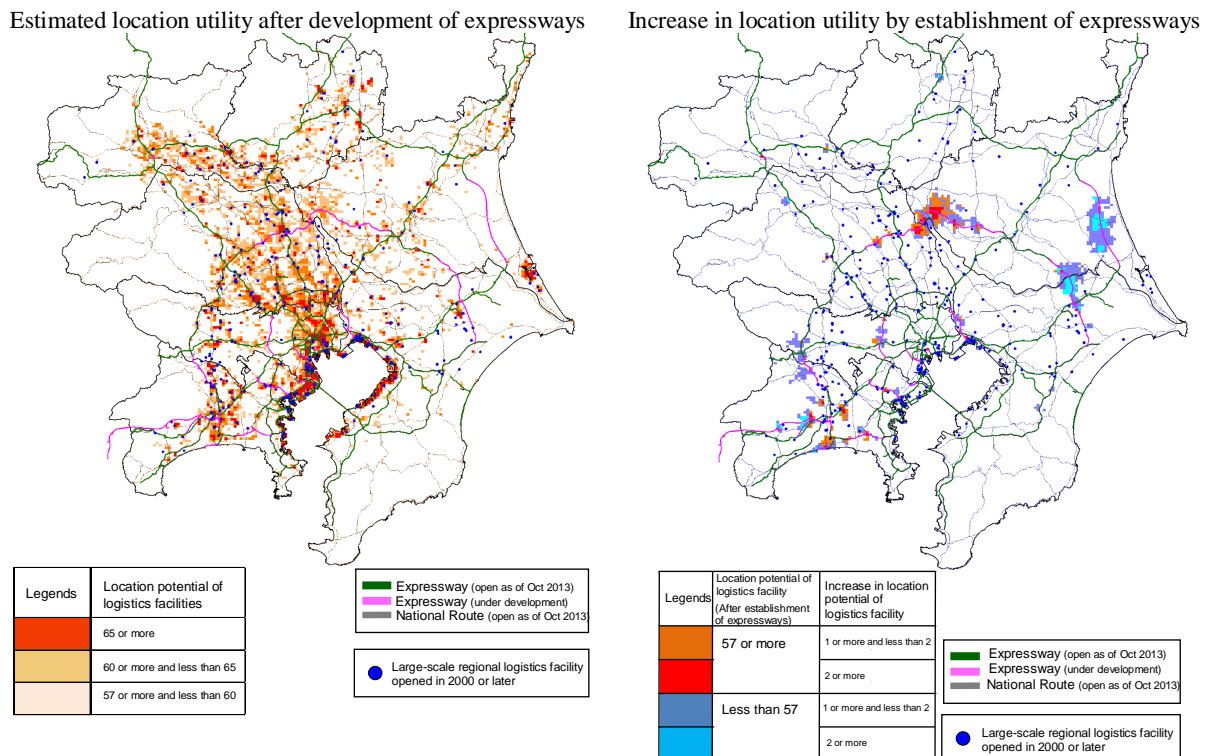 Estimated location utility after development of expressways
Increase in location utility by establishment of expressways
Legends
Location potential of
logistics facilities
65 or more
60 or more and less than 65
57 or more and less than 60
Expressway (open as of Oct 2013)
Expressway (under development)
National Route (open as of Oct 2013)
Large-scale regional logistics facility
opened in 2000 or later
Legends
Location potential of
logistics facility
(After establishment
of expressways)
Increase in location
potential of
logistics facility
57 or more
1 or more and less than 2
2 or more
Less than 57
1 or more and less than 2
2 or more
Expressway (open as of Oct 2013)
Expressway (under development)
National Route (open as of Oct 2013)
Large-scale regional logistics facility
opened in 2000 or later